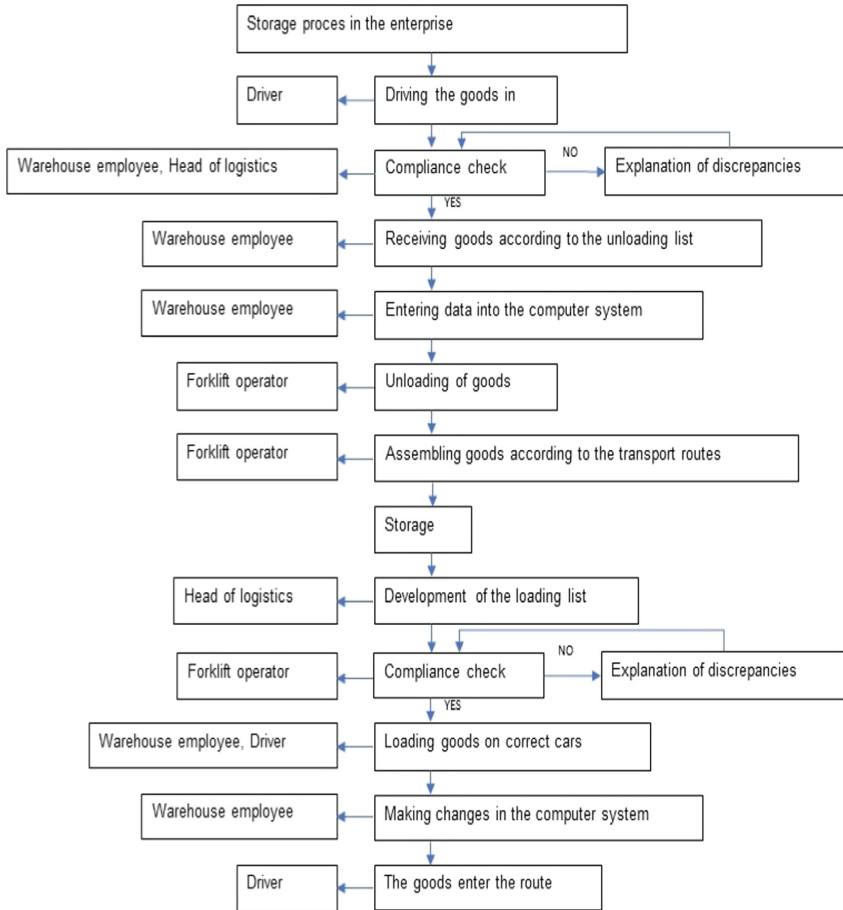 Storage proces in the enterprise
Driver
Driving the goods in
Warehouse employee, Head of logistics
Compliance check
NO
Explanation of discrepancies
YES
Warehouse employee
Receiving goods according to the unloading list
Warehouse employee
Entering data into the computer system
Forklift operator
Unloading of goods
Forklift operator
Assembling goods according to the transport routes
Storage
Head of logistics
Development of the loading list
Forklift operator
Compliance check
NO
Explanation of discrepancies
YES
Warehouse employee, Driver
Loading goods on correct cars
Warehouse employee
Making changes in the computer system
Driver
The goods enter the route